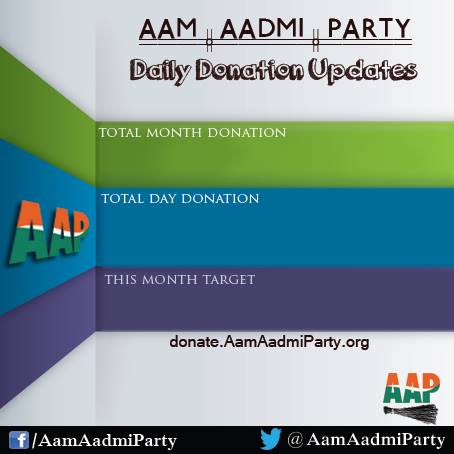 AAM AADMI PARTY
Daily Donation Updates
TOTAL MONTH DONATION
TOTAL DAY DONATION
AAP
THIS MONTH TARGET
donate.AamAadmiParty.org
AAP
f/AamAadmiParty
@AamAadmiParty